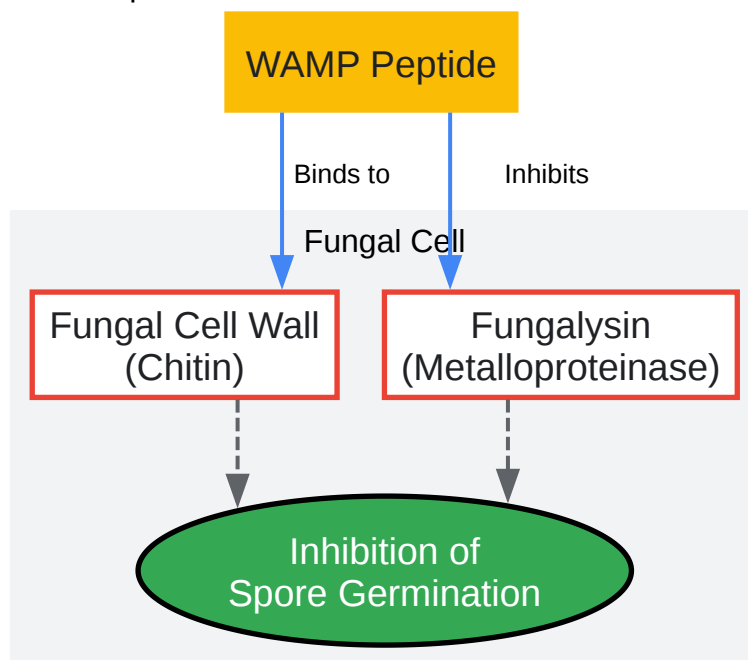 WAMP Peptide
Binds to
Inhibits
Fungal Cell
Fungal Cell Wall
(Chitin)
Fungalysin
(Metalloproteinase)
Inhibition of
Spore Germination